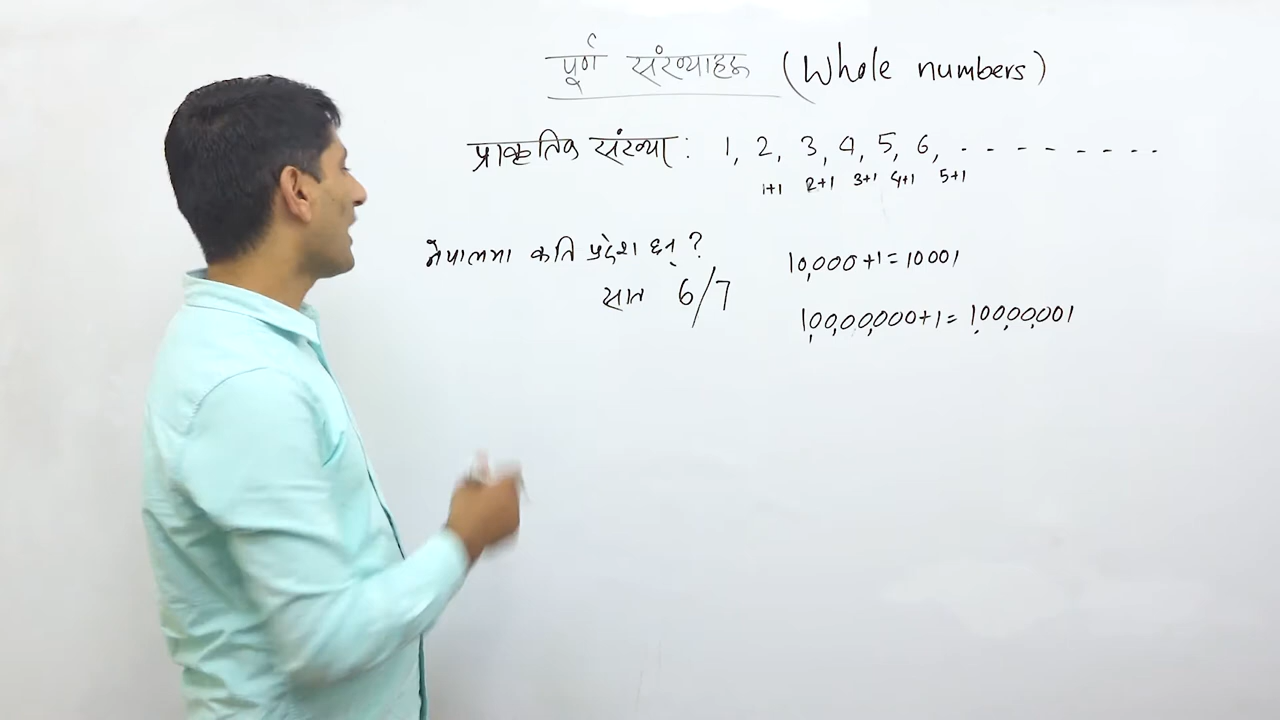 पूर्ण संख्याहरू (Whole numbers)
प्राकृतिक संख्या : 1, 2, 3, 4, 5, 6, - - - - - - - -
1+1 2+1 3+1 4+1 5+1
नेपालमा कति प्रदेश छन् ?
सात 6/7
10,000+1=10001
1,00,00,000+1= 1,00,00,001